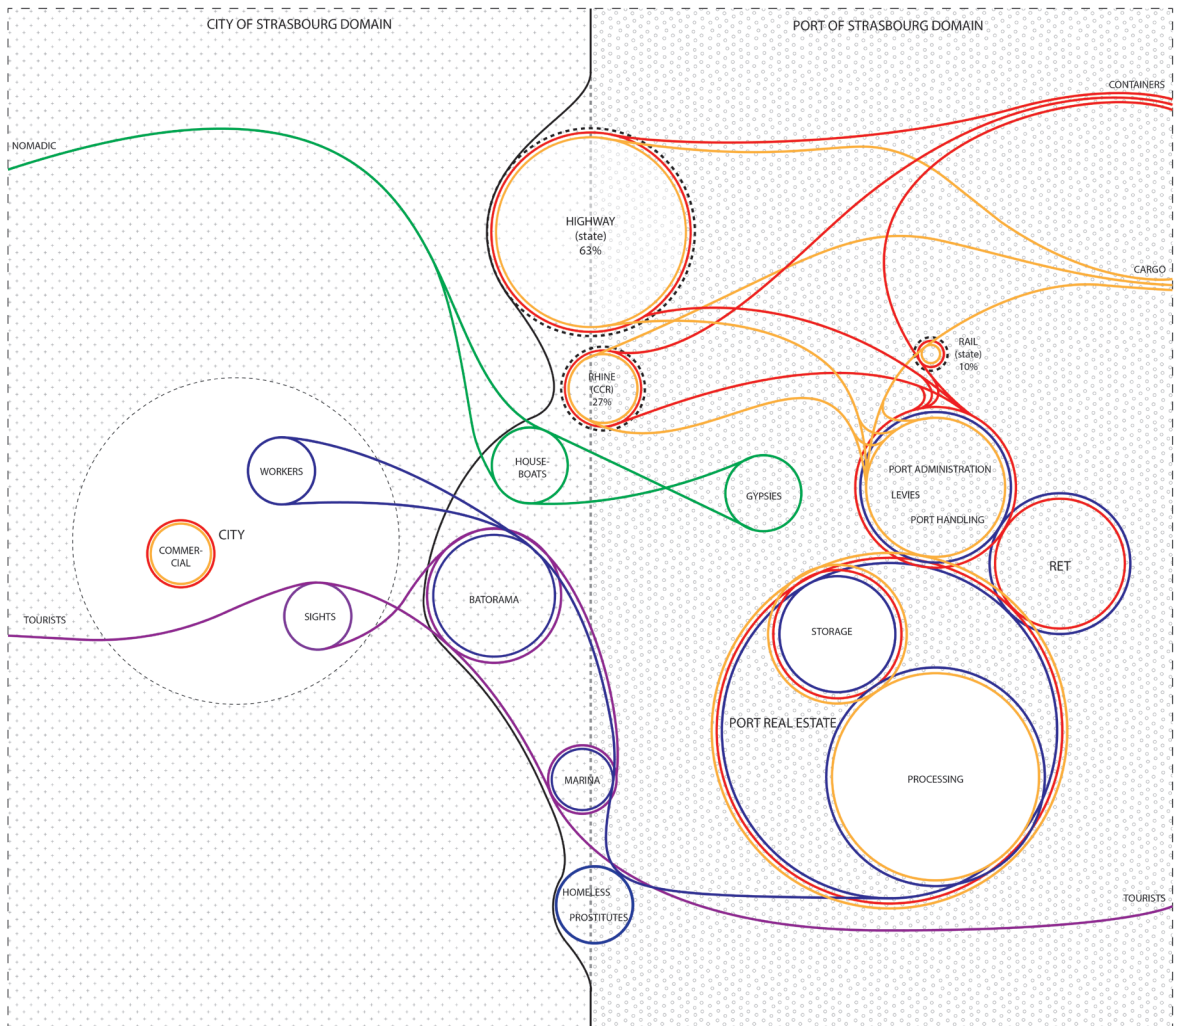 CITY OF STRASBOURG DOMAIN
PORT OF STRASBOURG DOMAIN
CONTAINERS
NOMADIC
HIGHWAY
(state)
63%
CARGO
RAIL
(state)
10%
RHINE
(CCR)
27%
HOUSE-
BOATS
WORKERS
GYPSIES
PORT ADMINISTRATION
LEVIES
PORT HANDLING
CITY
COMMER-
CIAL
RET
BATORAMA
TOURISTS
SIGHTS
STORAGE
PORT REAL ESTATE
MARINA
PROCESSING
HOMELESS
PROSTITUTES
TOURISTS